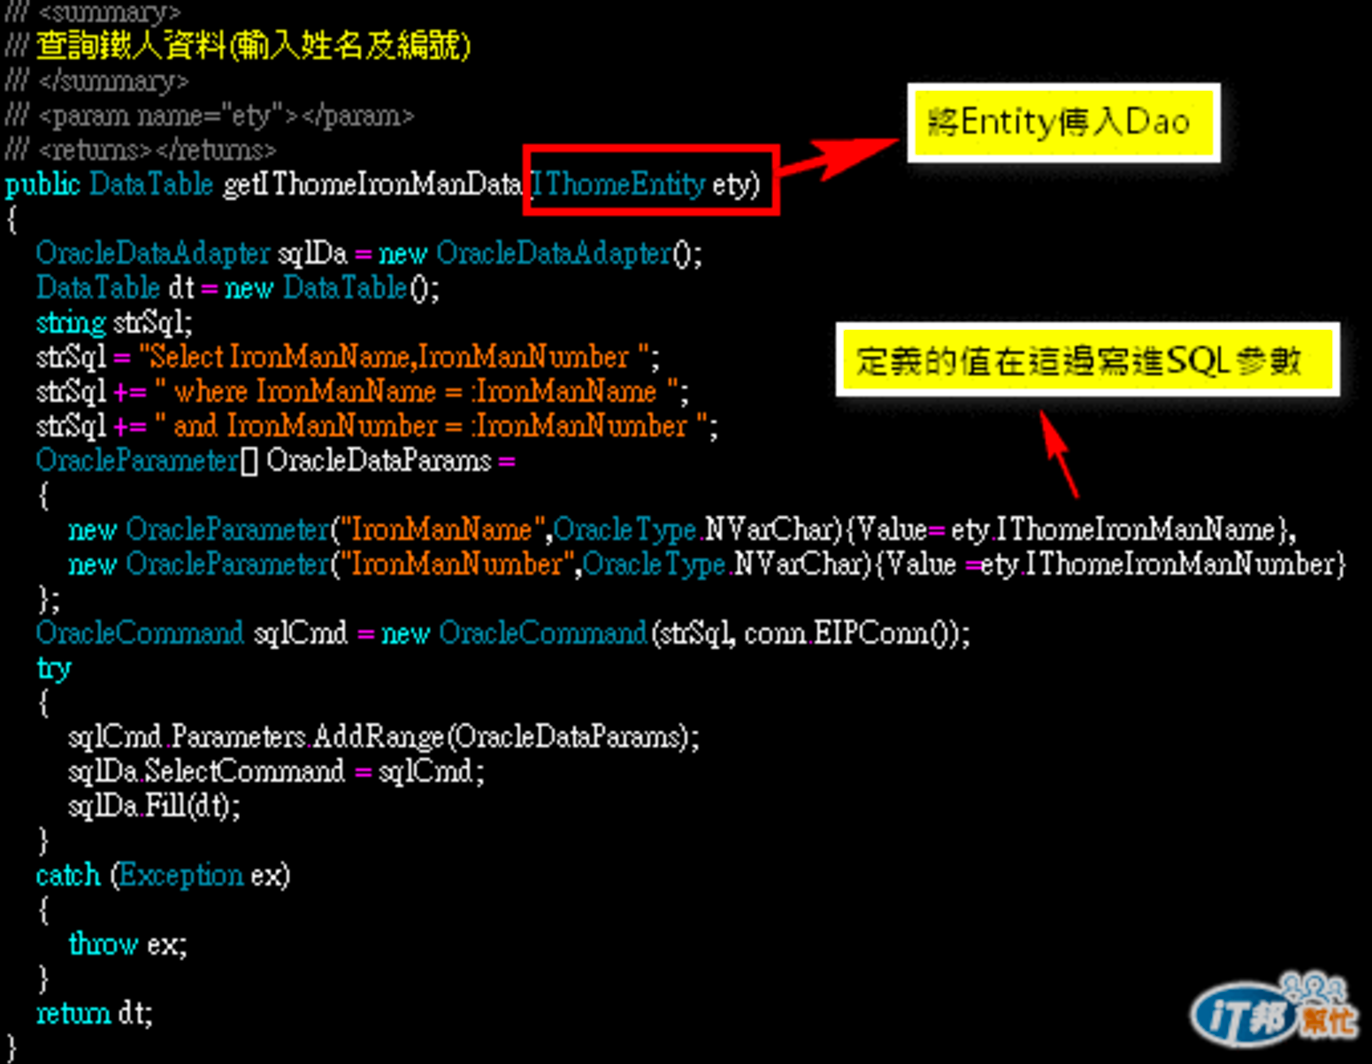 /// <summary>
/// 查詢鐵人資料(輸入姓名及編號)
/// </summary>
/// <param name="ety"></param>
/// <returns></returns>
將Entity傳入Dao
public DataTable getIThomeIronManData(IThomeEntity ety)
{
OracleDataAdapter sqlDa = new OracleDataAdapter();
DataTable dt = new DataTable();
string strSql;
strSql = "Select IronManName,IronManNumber ";
定義的值在這邊寫進SQL參數
strSql += " where IronManName = :IronManName ";
strSql += " and IronManNumber = :IronManNumber ";
OracleParameter[] OracleDataParams =
{
new OracleParameter("IronManName",OracleType.NVarChar){Value= ety.IThomeIronManName},
new OracleParameter("IronManNumber",OracleType.NVarChar){Value =ety.IThomeIronManNumber}
};
OracleCommand sqlCmd = new OracleCommand(strSql, conn.EIPConn());
try
{
sqlCmd.Parameters.AddRange(OracleDataParams);
sqlDa.SelectCommand = sqlCmd;
sqlDa.Fill(dt);
}
catch (Exception ex)
{
throw ex;
}
return dt;
}
iT邦幫忙